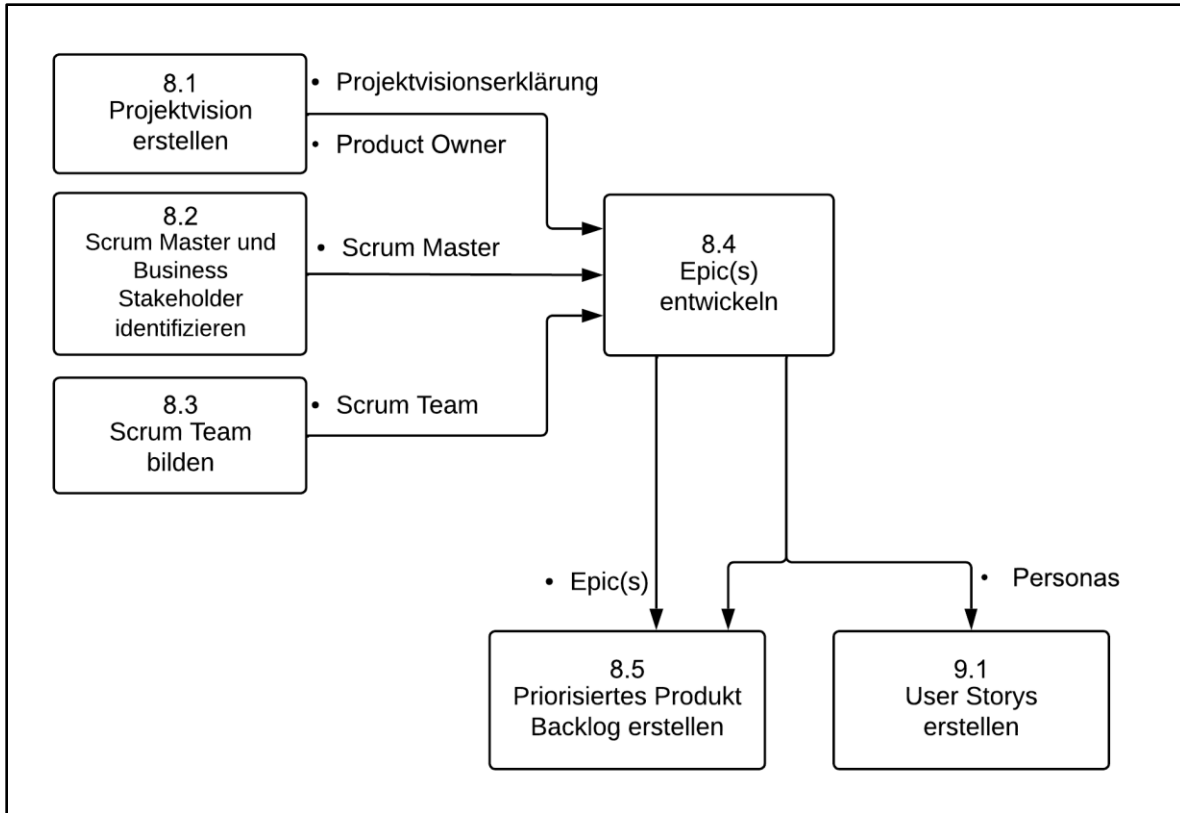 8.1
Projektvision
erstellen
• Projektvisionserklärung
• Product Owner
8.2
Scrum Master und
Business
Stakeholder
identifizieren
• Scrum Master
8.3
Scrum Team
bilden
• Scrum Team
8.4
Epic(s)
entwickeln
• Epic(s)
• Personas
8.5
Priorisiertes Produkt
Backlog erstellen
9.1
User Storys
erstellen